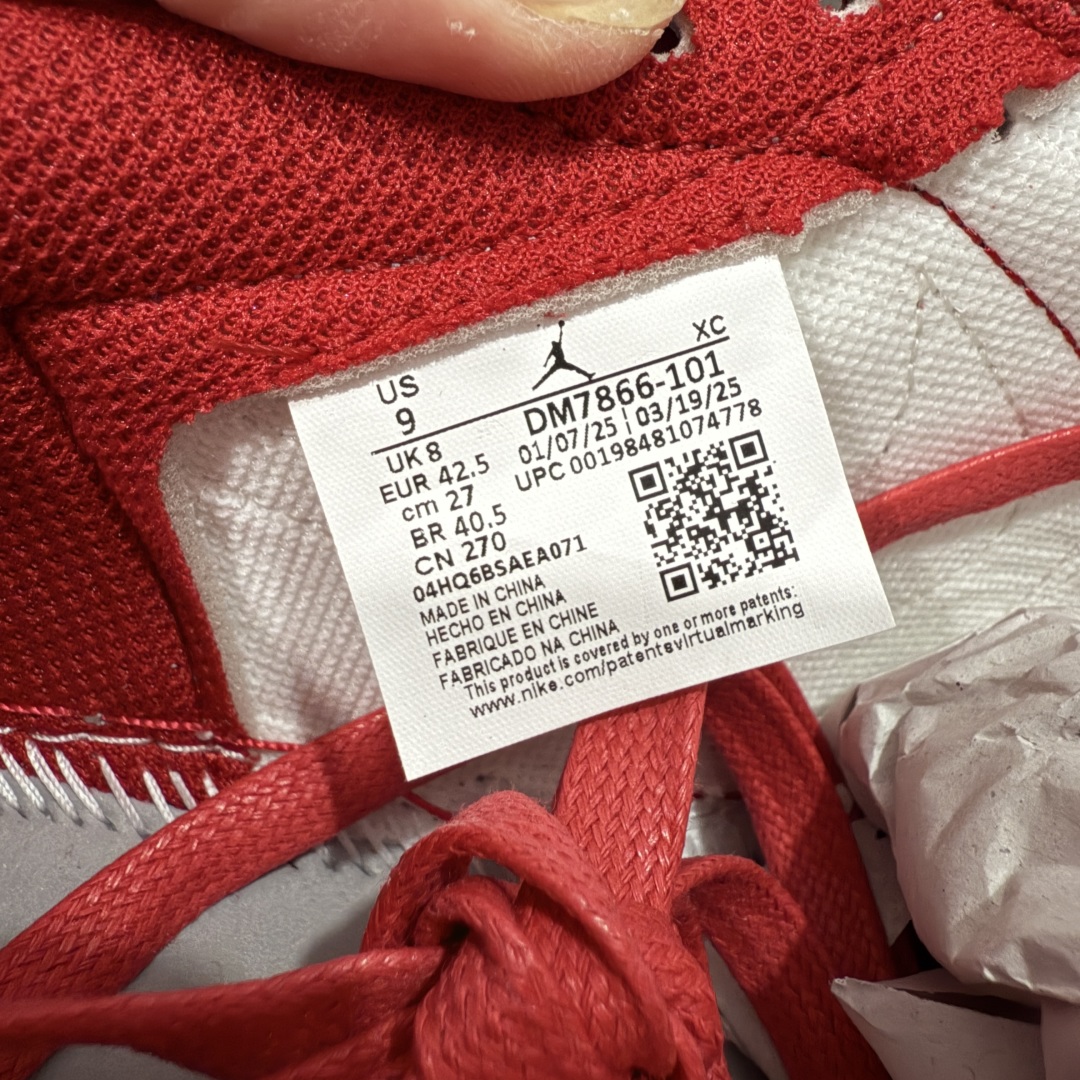 US
9
XC
UK 8
EUR 42.5
cm 27
BR 40.5
CN 270
DM7866-101
01/07/25 | 03/19/25
UPC 00198481074778
04HQ6BSAEA071
MADE IN CHINA
HECHO EN CHINA
FABRIQUE EN CHINE
FABRICADO NA CHINA
This product is covered by one or more patents:
www.nike.com/patentsvirtualmarking